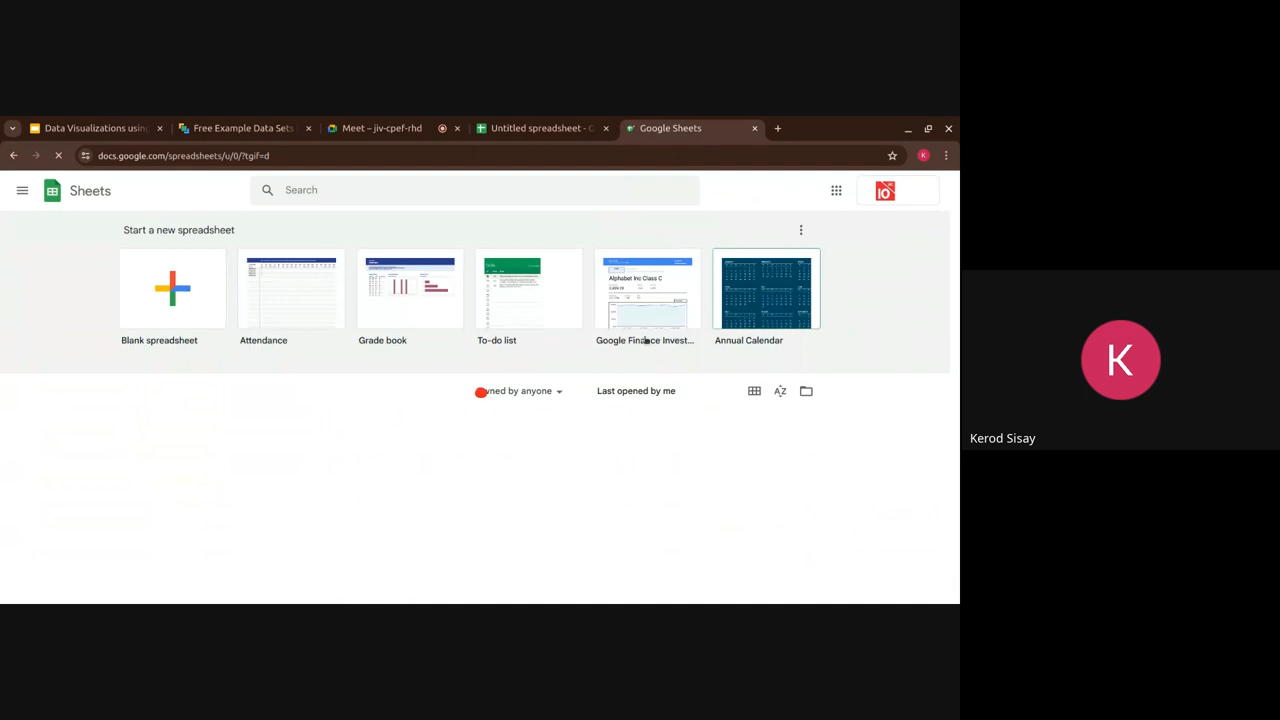 Data Visualizations using
Free Example Data Sets
Meet – jiv-cpef-rhd
Untitled spreadsheet - G
Google Sheets
docs.google.com/spreadsheets/u/0/?tgif=d
K
Sheets
Search
Start a new spreadsheet
Alphabet Inc Class C
Blank spreadsheet
Attendance
Grade book
To-do list
Google Finance Invest...
Annual Calendar
by anyone
Last opened by me
K
Kerod Sisay